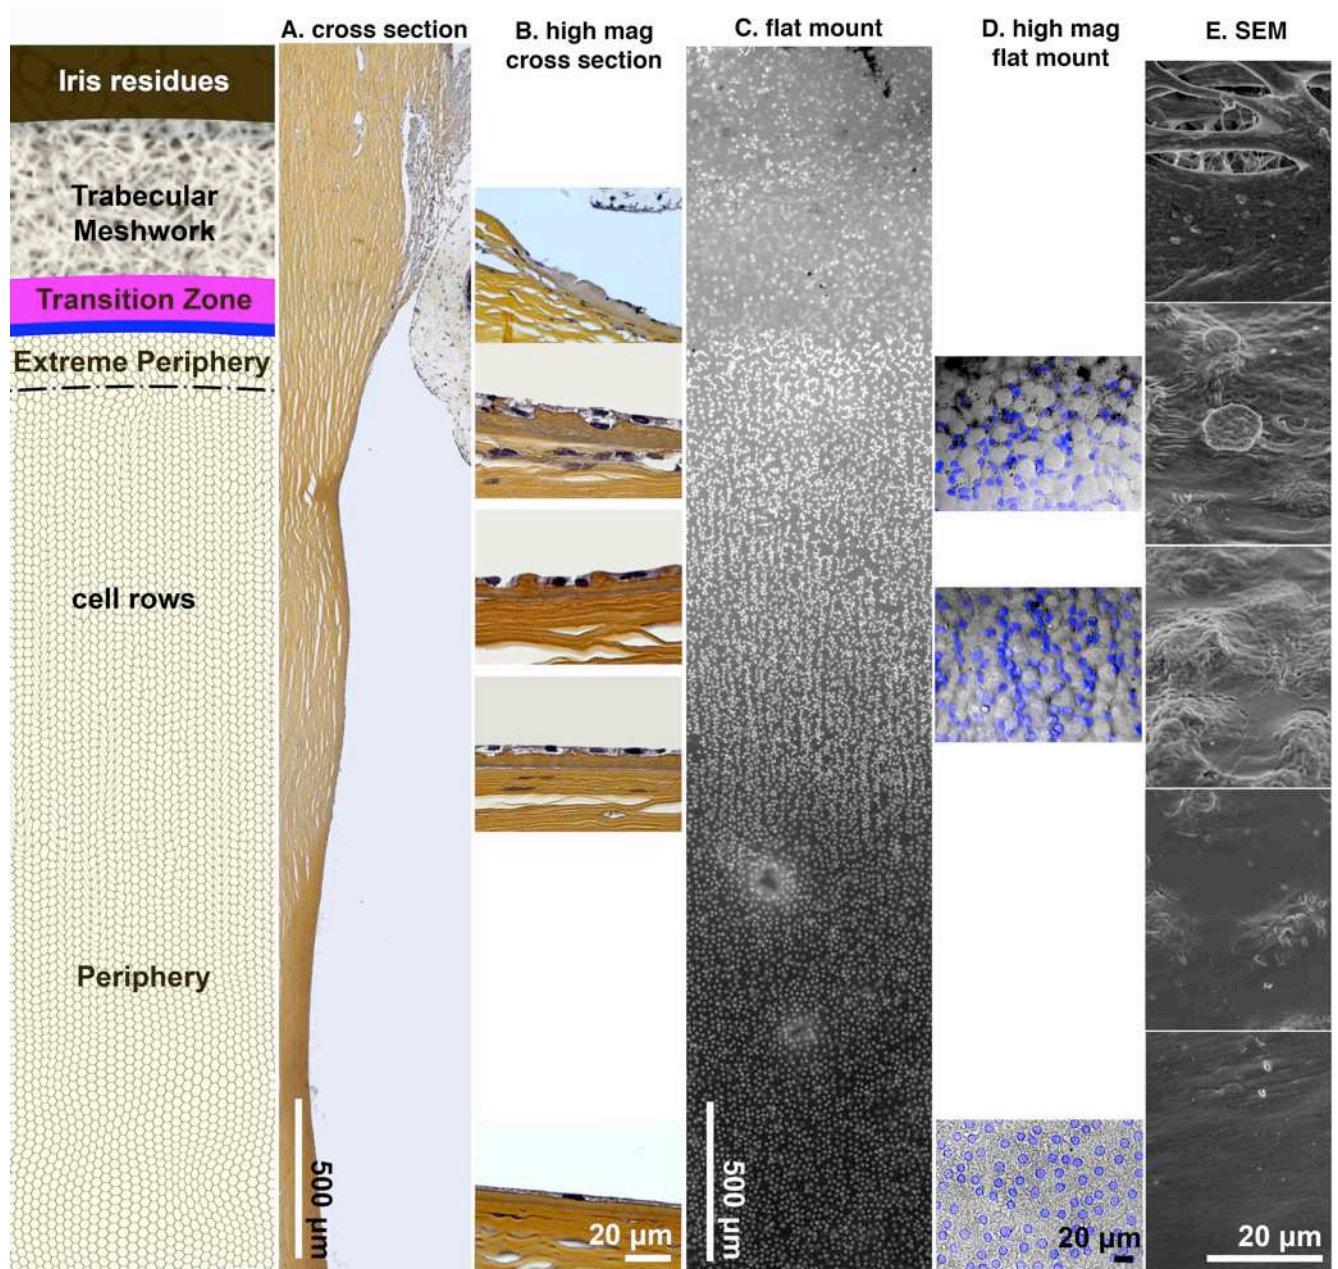 A. cross section
B. high mag
cross section
C. flat mount
D. high mag
flat mount
E. SEM
Iris residues
Trabecular
Meshwork
Transition Zone
Extreme Periphery
cell rows
Periphery
500 µm
20 µm
500 µm
20 µm
20 µm